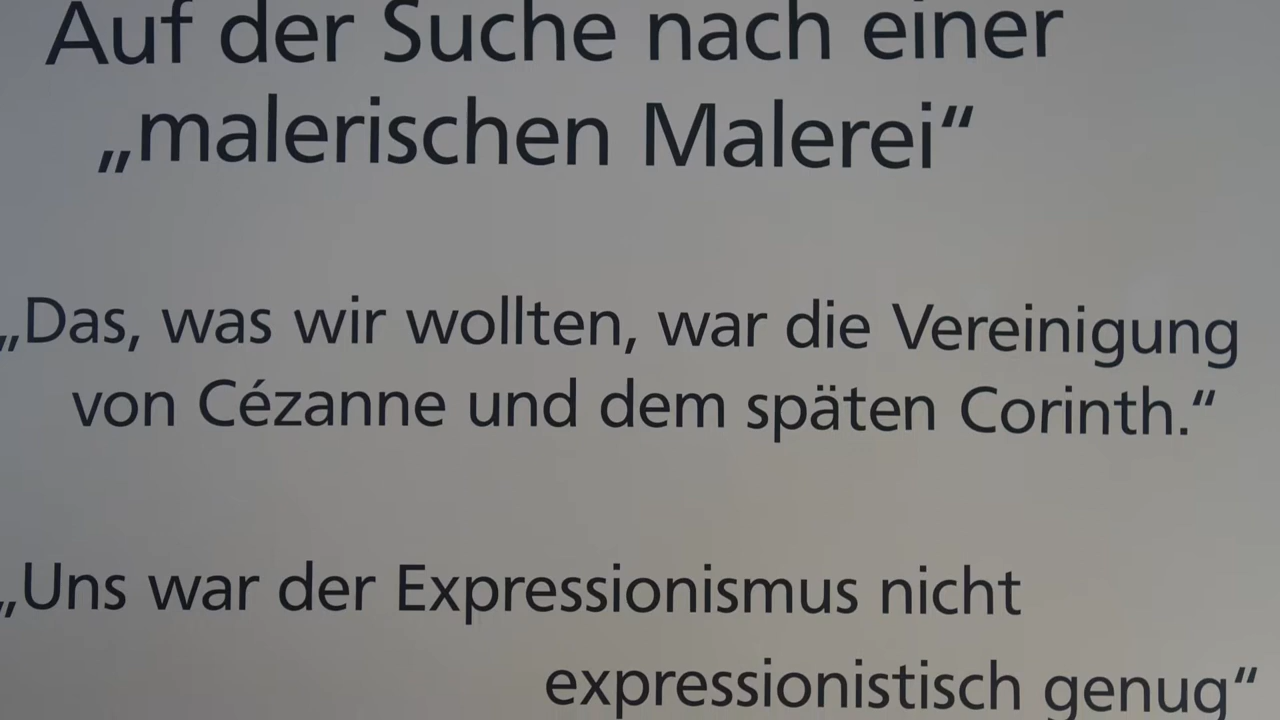 Auf der Suche nach einer
„malerischen Malerei“
„Das, was wir wollten, war die Vereinigung
von Cézanne und dem späten Corinth.“
„Uns war der Expressionismus nicht
expressionistisch genug“